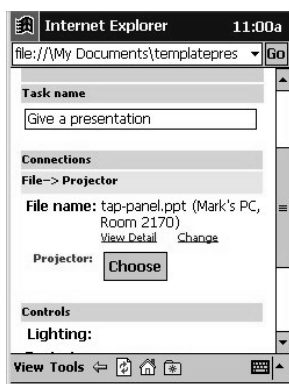 Internet Explorer 11:00a
file://\My Documents\templatepres Go
Task name
Give a presentation
Connections
File–> Projector
File name: tap-panel.ppt (Mark's PC,
Room 2170)
View Detail Change
Projector: Choose
Controls
Lighting:
View Tools